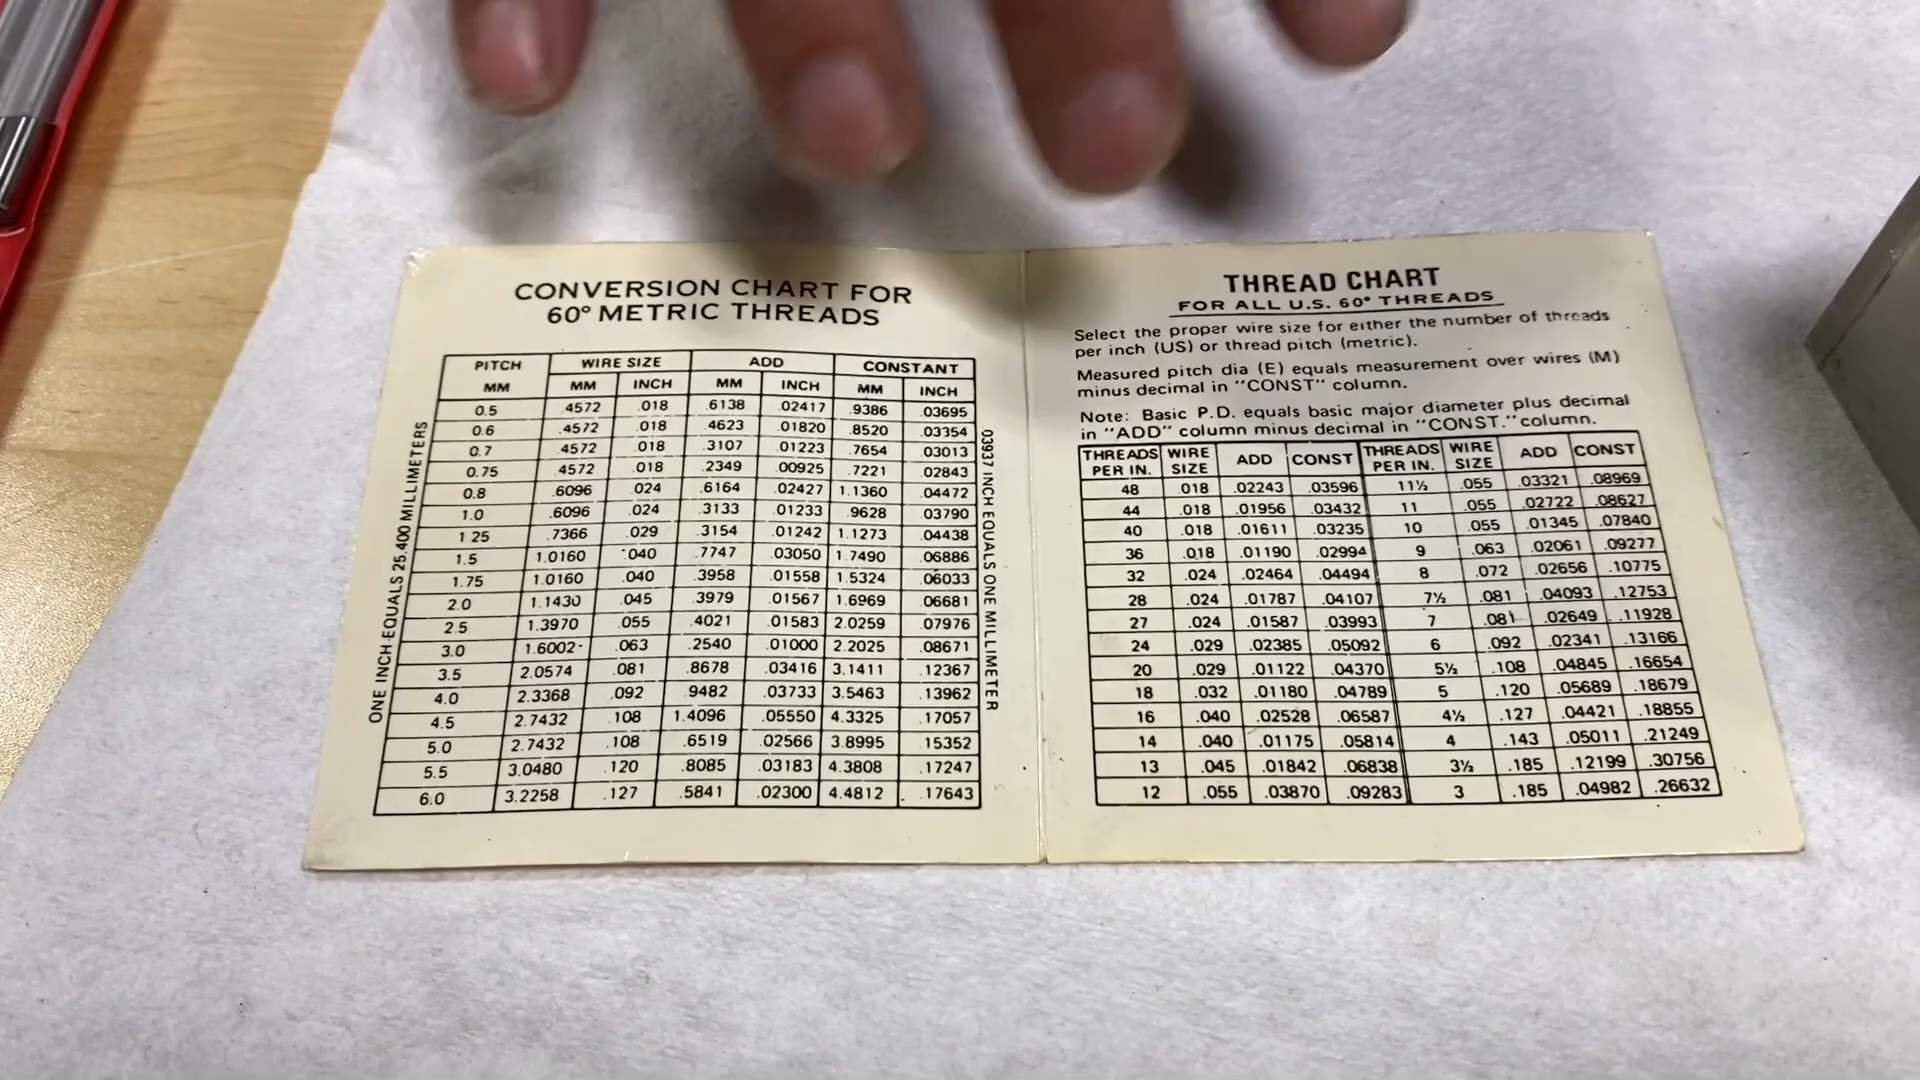 CONVERSION CHART FOR
60° METRIC THREADS
PITCH WIRE SIZE ADD CONSTANT
MM MM INCH MM INCH MM INCH
0.5 .4572 .018 .6138 .02417 .9386 .03695
0.6 .4572 .018 .4623 .01820 .8520 .03354
0.7 .4572 .018 .3107 .01223 .7654 .03013
0.75 .4572 .018 .2349 .00925 .7221 .02843
0.8 .6096 .024 .6164 .02427 1.1360 .04472
1.0 .6096 .024 .3133 .01233 .9628 .03790
1 25 .7366 .029 .3154 .01242 1.1273 .04438
1.5 1.0160 .040 .7747 .03050 1.7490 .06886
1.75 1.0160 .040 .3958 .01558 1.5324 .06033
2.0 1.1430 .045 .3979 .01567 1.6969 .06681
2.5 1.3970 .055 .4021 .01583 2.0259 .07976
3.0 1.6002 .063 .2540 .01000 2.2025 .08671
3.5 2.0574 .081 .8678 .03416 3.1411 .12367
4.0 2.3368 .092 .9482 .03733 3.5463 .13962
4.5 2.7432 .108 1.4096 .05550 4.3325 .17057
5.0 2.7432 .108 .6519 .02566 3.8995 .15352
5.5 3.0480 .120 .8085 .03183 4.3808 .17247
6.0 3.2258 .127 .5841 .02300 4.4812 .17643
ONE INCH EQUALS 25.400 MILLIMETERS
.03937 INCH EQUALS ONE MILLIMETER
THREAD CHART
FOR ALL U.S. 60° THREADS
Select the proper wire size for either the number of threads
per inch (US) or thread pitch (metric).
Measured pitch dia (E) equals measurement over wires (M)
minus decimal in "CONST" column.
Note: Basic P.D. equals basic major diameter plus decimal
in "ADD" column minus decimal in "CONST." column.
THREADS WIRE ADD CONST THREADS WIRE ADD CONST
PER IN. SIZE PER IN. SIZE
48 .018 .02243 .03596 11½ .055 .03321 .08969
44 .018 .01956 .03432 11 .055 .02722 .08627
40 .018 .01611 .03235 10 .055 .01345 .07840
36 .018 .01190 .02994 9 .063 .02061 .09277
32 .024 .02464 .04494 8 .072 .02656 .10775
28 .024 .01787 .04107 7½ .081 .04093 .12753
27 .024 .01587 .03993 7 .081 .02649 .11928
24 .029 .02385 .05092 6 .092 .02341 .13166
20 .029 .01122 .04370 5½ .108 .04845 .16654
18 .032 .01180 .04789 5 .120 .05689 .18679
16 .040 .02528 .06587 4½ .127 .04421 .18855
14 .040 .01175 .05814 4 .143 .05011 .21249
13 .045 .01842 .06838 3½ .185 .12199 .30756
12 .055 .03870 .09283 3 .185 .04982 .26632